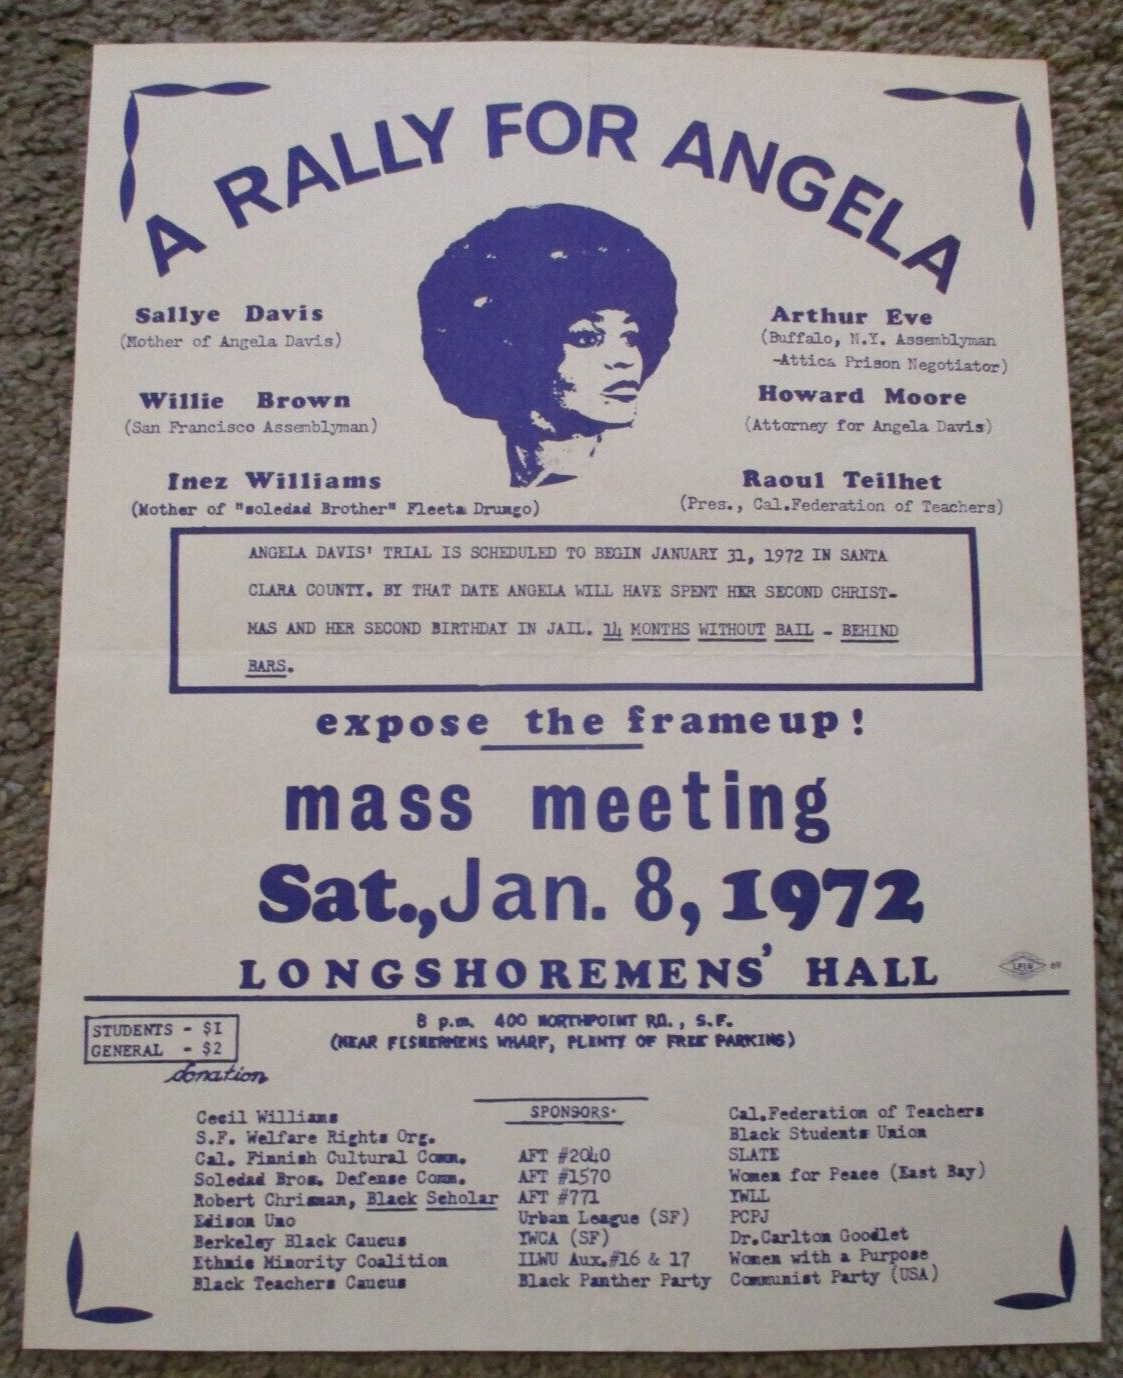 A RALLY FOR ANGELA
Sallye Davis
(Mother of Angela Davis)
Willie Brown
(San Francisco Assemblyman)
Inez Williams
(Mother of "soledad Brother" Fleeta Drumgo)
Arthur Eve
(Buffalo, N.Y. Assemblyman
-Attica Prison Negotiator)
Howard Moore
(Attorney for Angela Davis)
Raoul Teilhet
(Pres., Cal.Federation of Teachers)
ANGELA DAVIS' TRIAL IS SCHEDULED TO BEGIN JANUARY 31, 1972 IN SANTA
CLARA COUNTY. BY THAT DATE ANGELA WILL HAVE SPENT HER SECOND CHRIST-
MAS AND HER SECOND BIRTHDAY IN JAIL. 14 MONTHS WITHOUT BAIL - BEHIND
BARS.
expose the frameup!
mass meeting
Sat., Jan. 8, 1972
LONGSHOREMENS' HALL
69
8 p.m. 400 NORTHPOINT RD., S.F.
(NEAR FISHERMENS WHARF, PLENTY OF FREE PARKING)
STUDENTS - $1
GENERAL - $2
donation
SPONSORS·
Cecil Williams
S.F. Welfare Rights Org.
Cal. Finnish Cultural Comm.
Soledad Bros. Defense Comm.
Robert Chrisman, Black Scholar
Edison Uno
Berkeley Black Caucus
Ethnic Minority Coalition
Black Teachers Caucus
AFT #2040
AFT #1570
AFT #771
Urban League (SF)
YWCA (SF)
ILWU Aux.#16 & 17
Black Panther Party
Cal.Federation of Teachers
Black Students Union
SLATE
Women for Peace (East Bay)
YWLL
PCPJ
Dr.Carlton Goodlet
Women with a Purpose
Communist Party (USA)